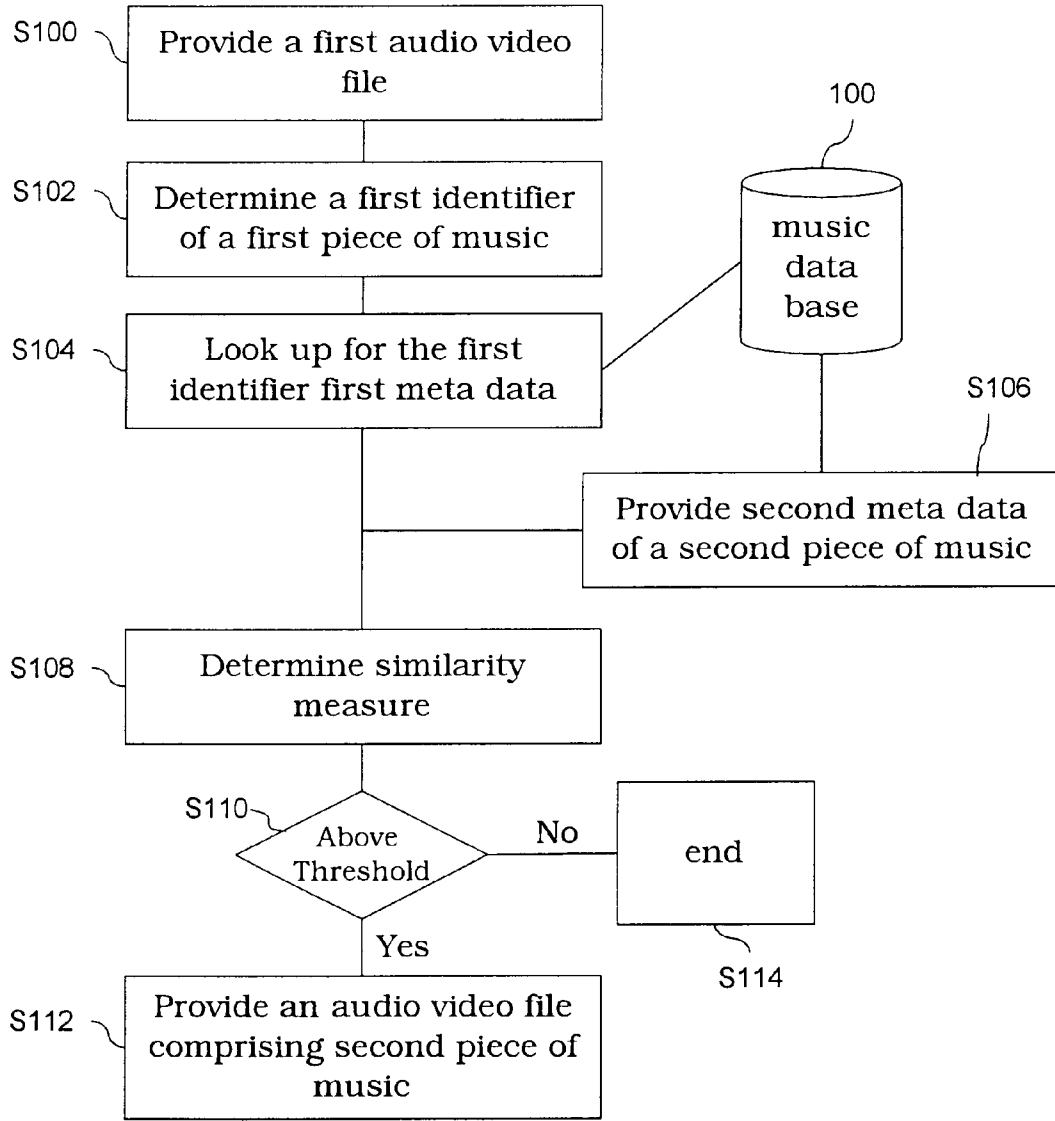 S100
Provide a first audio video
file
100
S102
Determine a first identifier
of a first piece of music
music
data
base
S104
Look up for the first
identifier first meta data
S106
Provide second meta data
of a second piece of music
S108
Determine similarity
measure
S110
Above
Threshold
No
end
Yes
S114
S112
Provide an audio video file
comprising second piece of
music